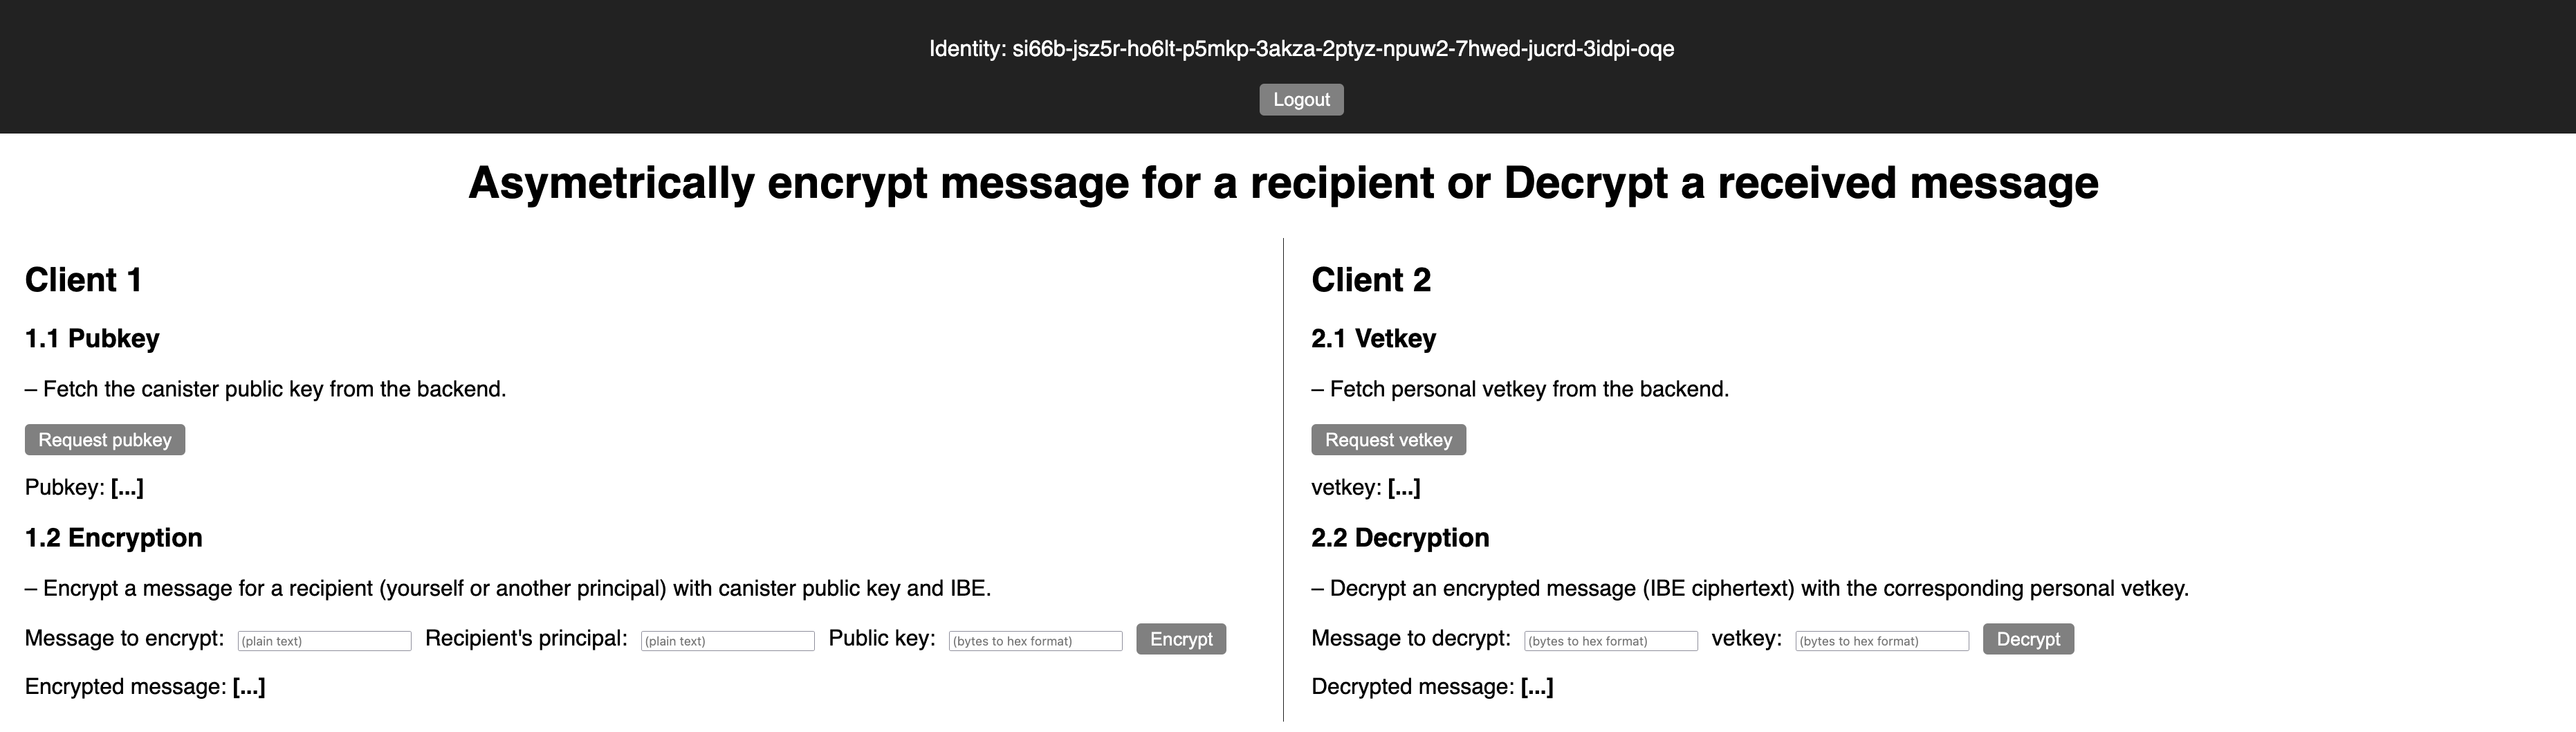 Identity: si66b-jsz5r-ho6lt-p5mkp-3akza-2ptyz-npuw2-7hwed-jucrd-3idpi-oqe
Logout
Asymetrically encrypt message for a recipient or Decrypt a received message
Client 1
1.1 Pubkey
– Fetch the canister public key from the backend.
Request pubkey
Pubkey: [...]
1.2 Encryption
– Encrypt a message for a recipient (yourself or another principal) with canister public key and IBE.
Message to encrypt: (plain text) Recipient's principal: (plain text) Public key: (bytes to hex format) Encrypt
Encrypted message: [...]
Client 2
2.1 Vetkey
– Fetch personal vetkey from the backend.
Request vetkey
vetkey: [...]
2.2 Decryption
– Decrypt an encrypted message (IBE ciphertext) with the corresponding personal vetkey.
Message to decrypt: (bytes to hex format) vetkey: (bytes to hex format) Decrypt
Decrypted message: [...]